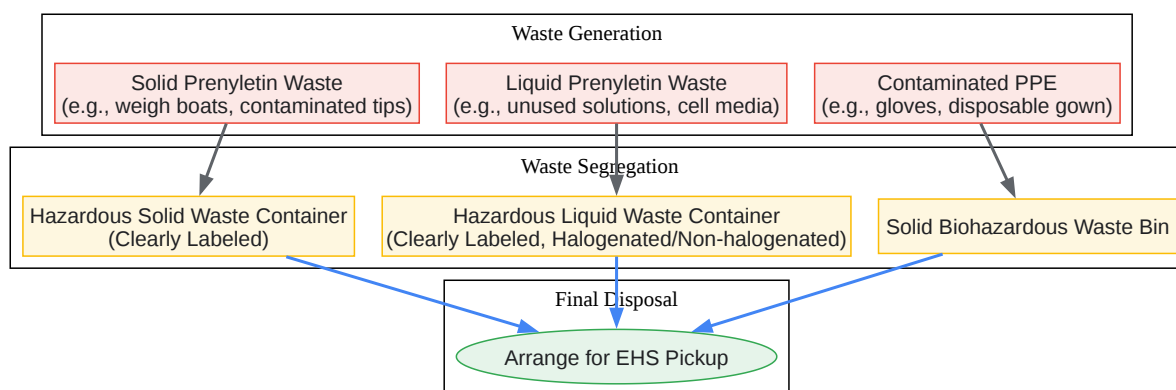 Waste Generation
Solid Prenyletin Waste
(e.g., weigh boats, contaminated tips)
Liquid Prenyletin Waste
(e.g., unused solutions, cell media)
Contaminated PPE
(e.g., gloves, disposable gown)
Waste Segregation
Hazardous Solid Waste Container
(Clearly Labeled)
Hazardous Liquid Waste Container
(Clearly Labeled, Halogenated/Non-halogenated)
Solid Biohazardous Waste Bin
Final Disposal
Arrange for EHS Pickup